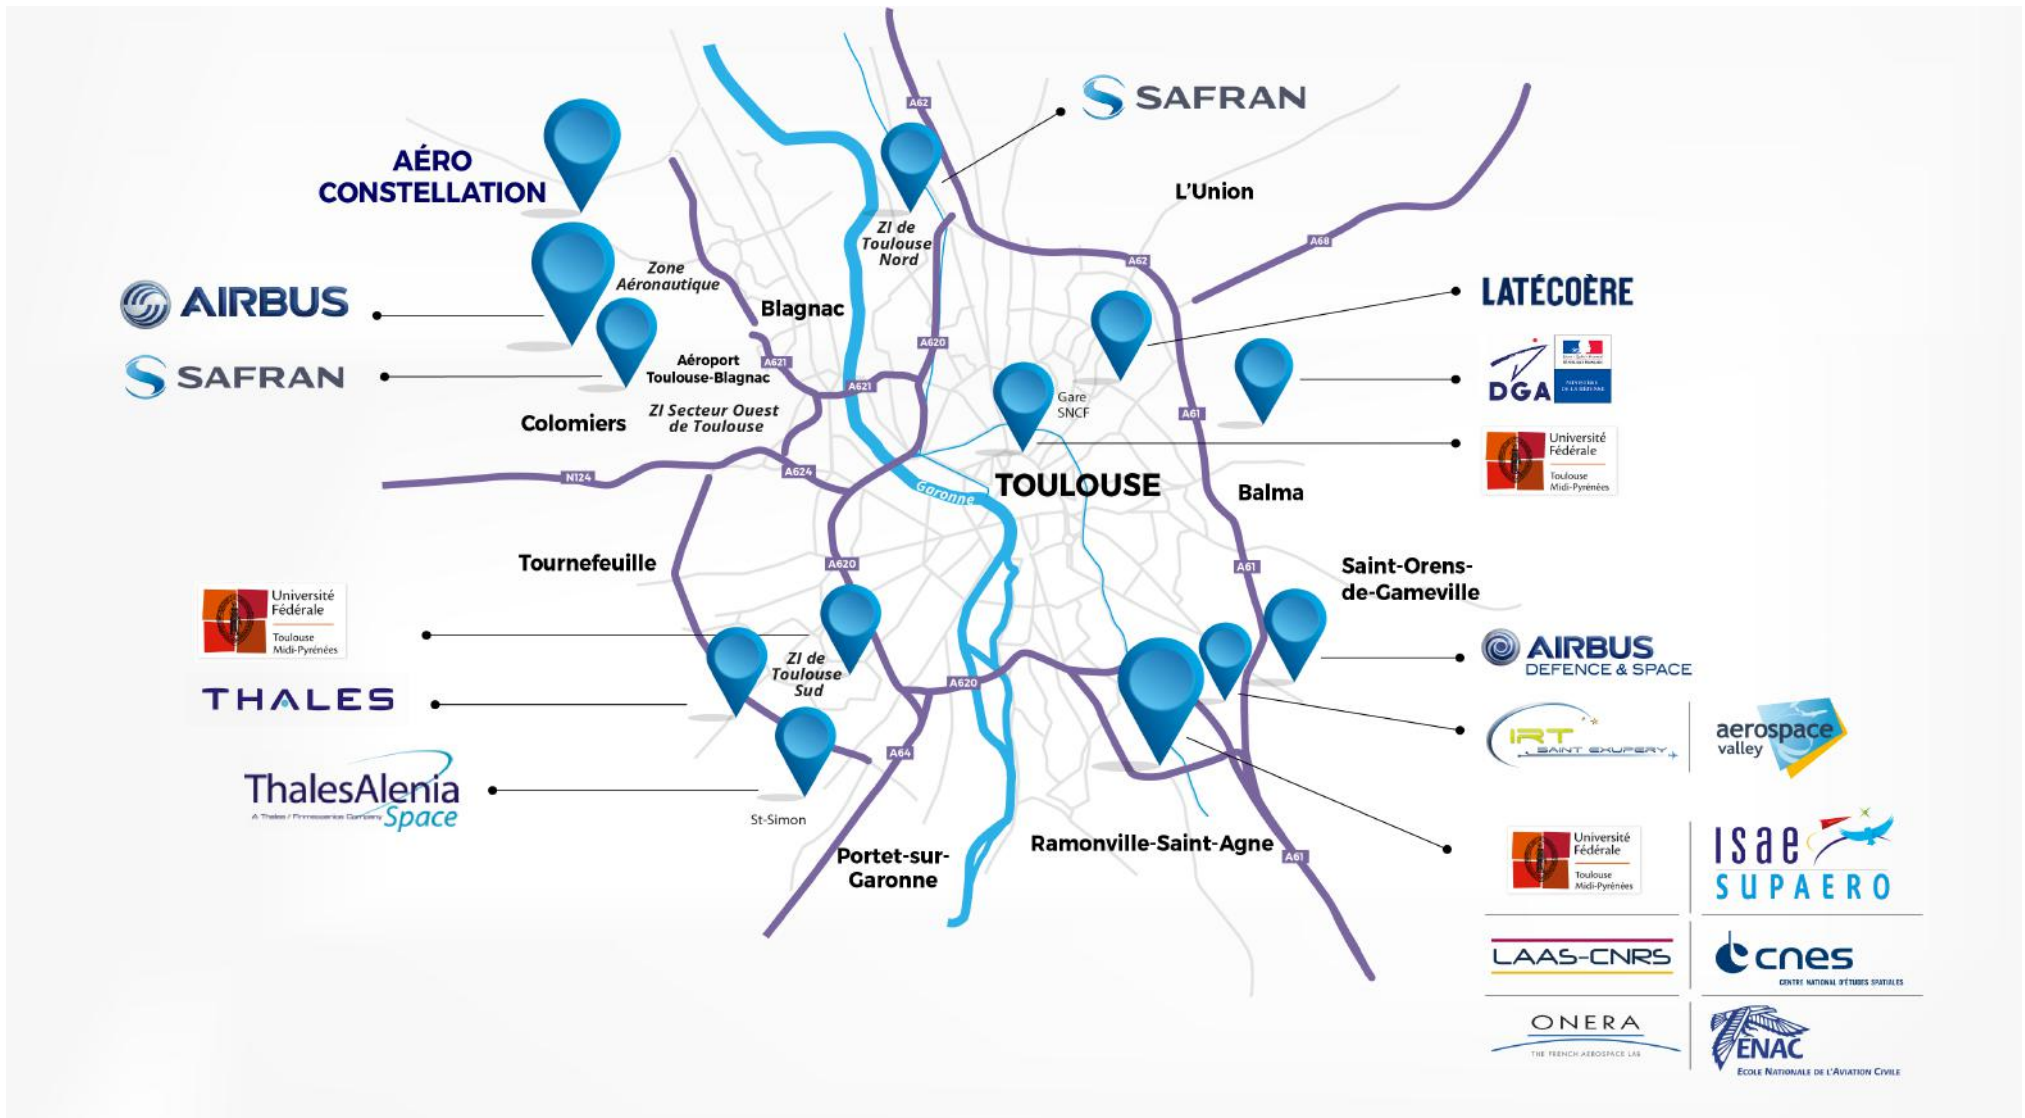 A62
SAFRAN
AÉRO
CONSTELLATION
L'Union
ZI de
Toulouse
Nord
A68
A62
Zone
Aéronautique
AIRBUS
Blagnac
LATÉCOÈRE
SAFRAN
Aéroport
Toulouse-Blagnac
A621
A620
A621
DGA
Gare
SNCF
ZI Secteur Ouest
de Toulouse
Colomiers
A61
Université
Fédérale
Toulouse
Midi-Pyrénées
N124
A624
Garonne
TOULOUSE
Balma
Tournefeuille
A620
A61
Saint-Orens-
de-Gameville
Université
Fédérale
Toulouse
Midi-Pyrénées
ZI de
Toulouse
Sud
A620
AIRBUS
DEFENCE & SPACE
THALES
A64
IRT
SAINT EXUPERY
aerospace
valley
ThalesAlenia
A Thales / Finmeccanica Company
Space
St-Simon
Portet-sur-
Garonne
Ramonville-Saint-Agne
A61
Université
Fédérale
Toulouse
Midi-Pyrénées
isae
SUPAERO
LAAS-CNRS
cnes
CENTRE NATIONAL D'ÉTUDES SPATIALES
ONERA
THE FRENCH AEROSPACE LAB
ENAC
ECOLE NATIONALE DE L'AVIATION CIVILE